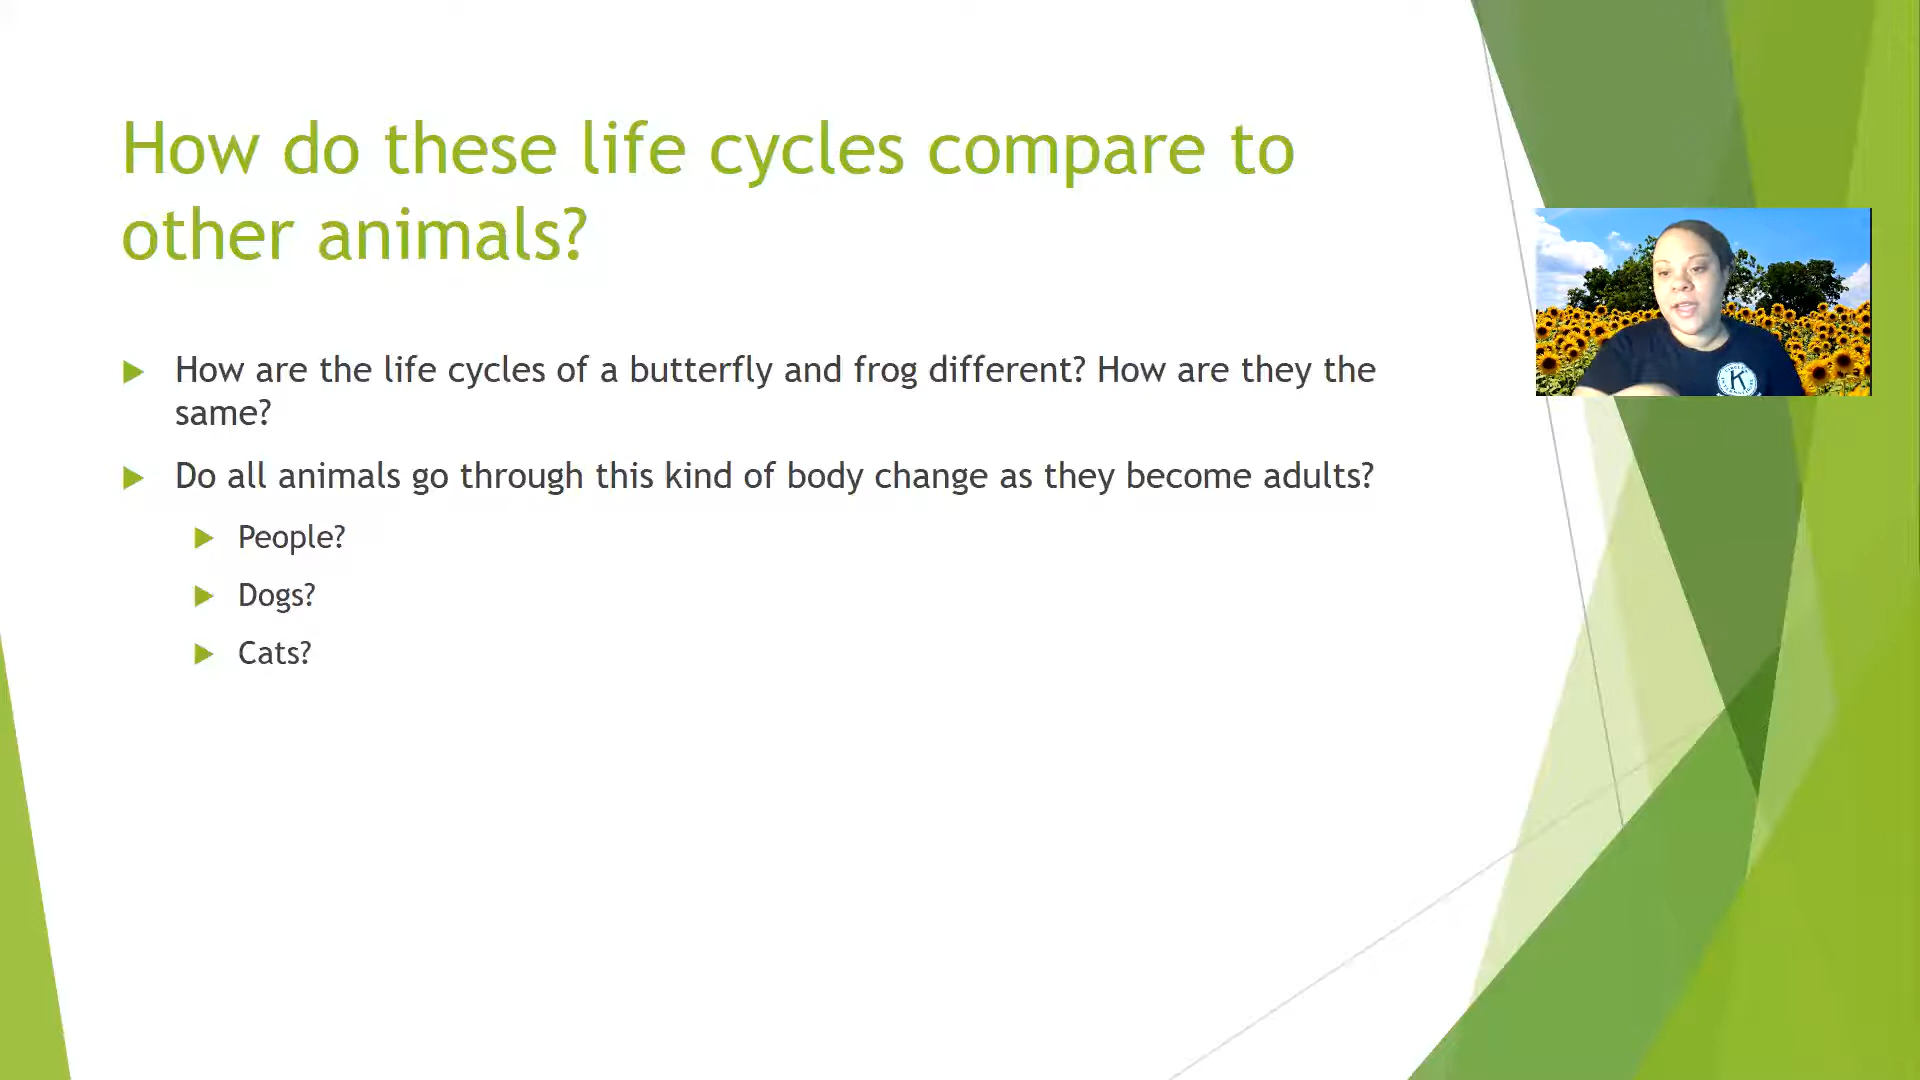 How do these life cycles compare to
other animals?
How are the life cycles of a butterfly and frog different? How are they the
same?
Do all animals go through this kind of body change as they become adults?
People?
Dogs?
Cats?
K